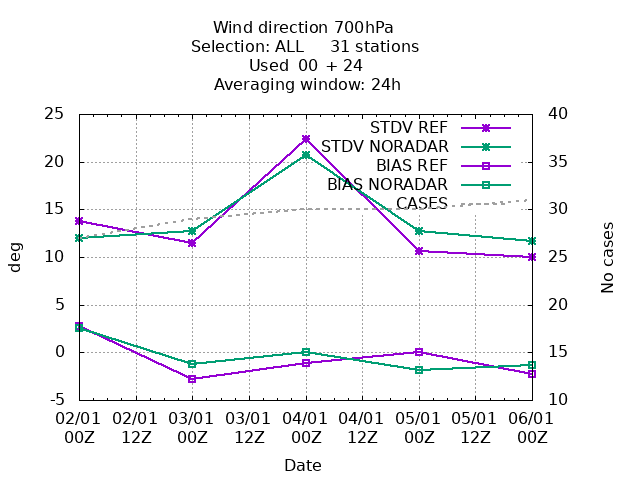 Wind direction 700hPa
Selection: ALL 31 stations
Used 00 + 24
Averaging window: 24h
25
20
15
10
5
0
-5
40
35
30
25
20
15
10
STDV REF
STDV NORADAR
BIAS REF
BIAS NORADAR
CASES
deg
No cases
02/01 02/01 03/01 03/01 04/01 04/01 05/01 05/01 06/01
00Z 12Z 00Z 12Z 00Z 12Z 00Z 12Z 00Z
Date